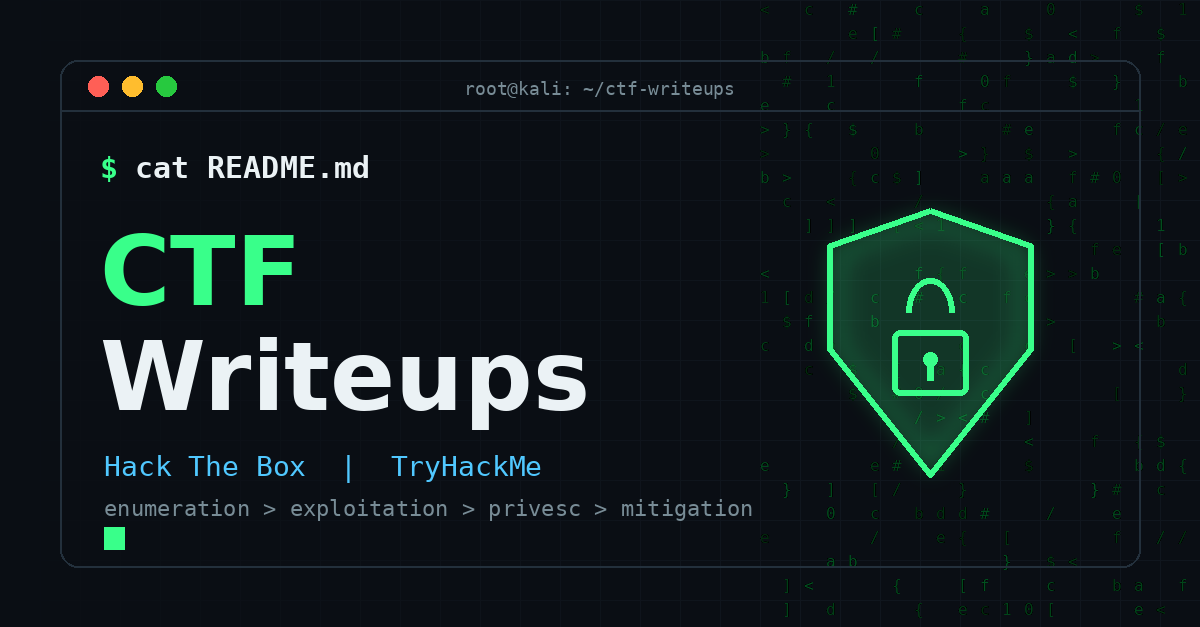 root@kali: ~/ctf-writeups
$ cat README.md
CTF
Writeups
Hack The Box | TryHackMe
enumeration > exploitation > privesc > mitigation